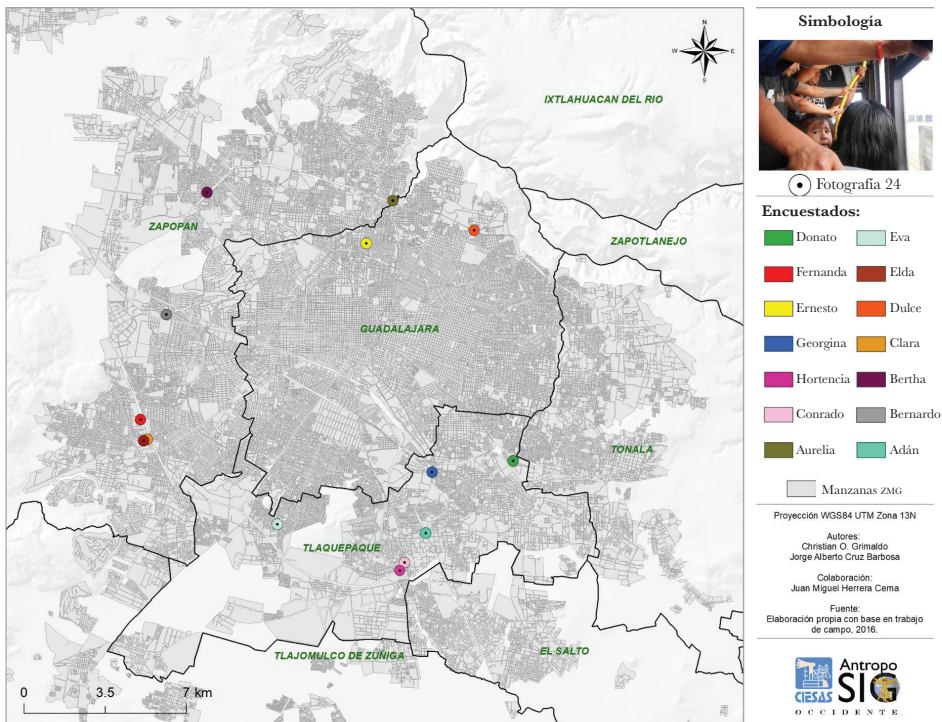 N
W E
S
IXTLAHUACAN DEL RIO
ZAPOPAN
ZAPOTLANEJO
GUADALAJARA
TONALA
TLAQUEPAQUE
TLAJOMULCO DE ZUÑIGA
EL SALTO
0 3.5 7 km
Simbología
Fotografía 24
Encuestados:
Donato Eva
Fernanda Elda
Ernesto Dulce
Georgina Clara
Hortencia Bertha
Conrado Bernardo
Aurelia Adán
Manzanas ZMG
Proyección WGS84 UTM Zona 13N
Autores:
Christian O. Grimaldo
Jorge Alberto Cruz Barbosa
Colaboración:
Juan Miguel Herrera Cema
Fuente:
Elaboración propia con base en trabajo
de campo, 2016.
CIESAS
Antropo
SIG
OCCIDENTE